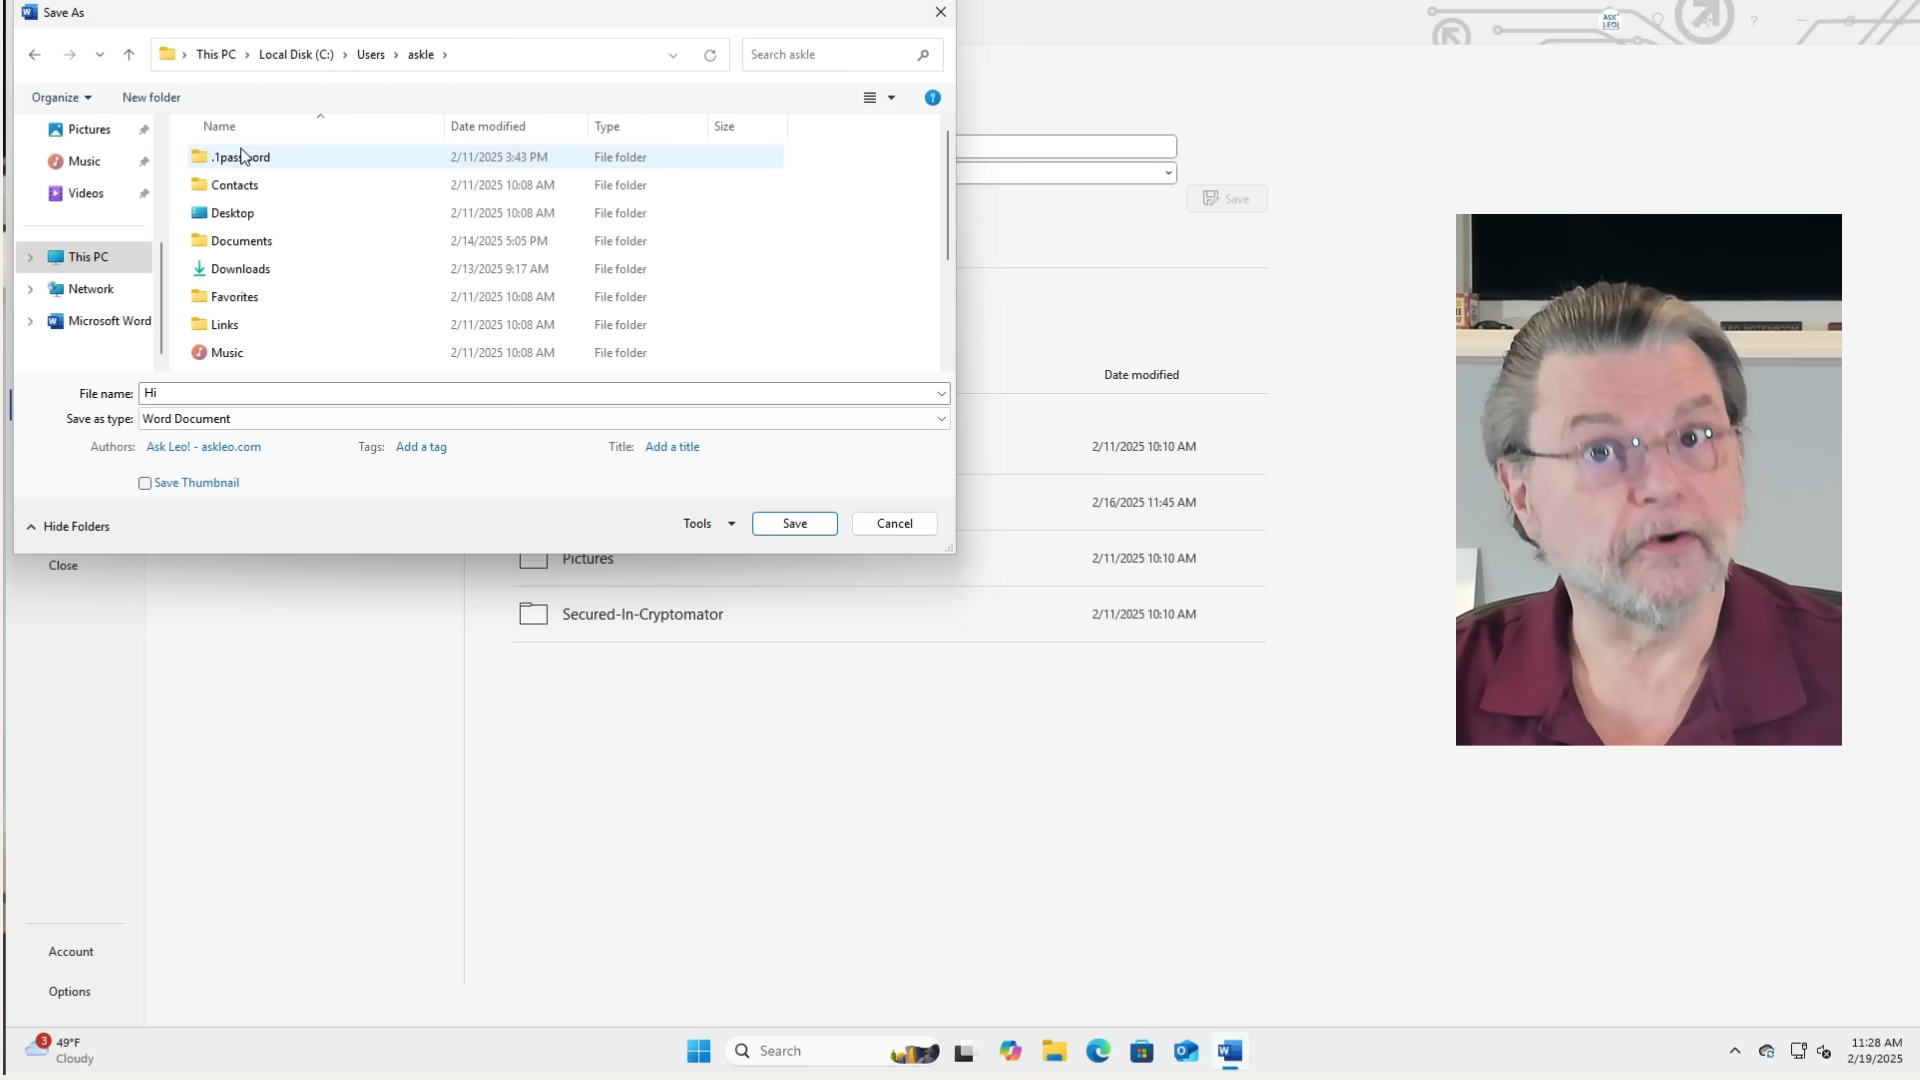 Save As
This PC > Local Disk (C:) > Users > askle >
Search askle
Organize
New folder
Name
Date modified
Type
Size
Pictures
Music
Videos
This PC
Network
Microsoft Word
.1password 2/11/2025 3:43 PM File folder
Contacts 2/11/2025 10:08 AM File folder
Desktop 2/11/2025 10:08 AM File folder
Documents 2/14/2025 5:05 PM File folder
Downloads 2/13/2025 9:17 AM File folder
Favorites 2/11/2025 10:08 AM File folder
Links 2/11/2025 10:08 AM File folder
Music 2/11/2025 10:08 AM File folder
File name: Hi
Save as type: Word Document
Authors: Ask Leo! - askleo.com
Tags: Add a tag
Title: Add a title
Save Thumbnail
Hide Folders
Tools
Save
Cancel
ASK
LEO!
?
Save
Date modified
2/11/2025 10:10 AM
2/16/2025 11:45 AM
Pictures 2/11/2025 10:10 AM
Secured-In-Cryptomator 2/11/2025 10:10 AM
Close
Account
Options
3
49°F
Cloudy
Search
11:28 AM
2/19/2025